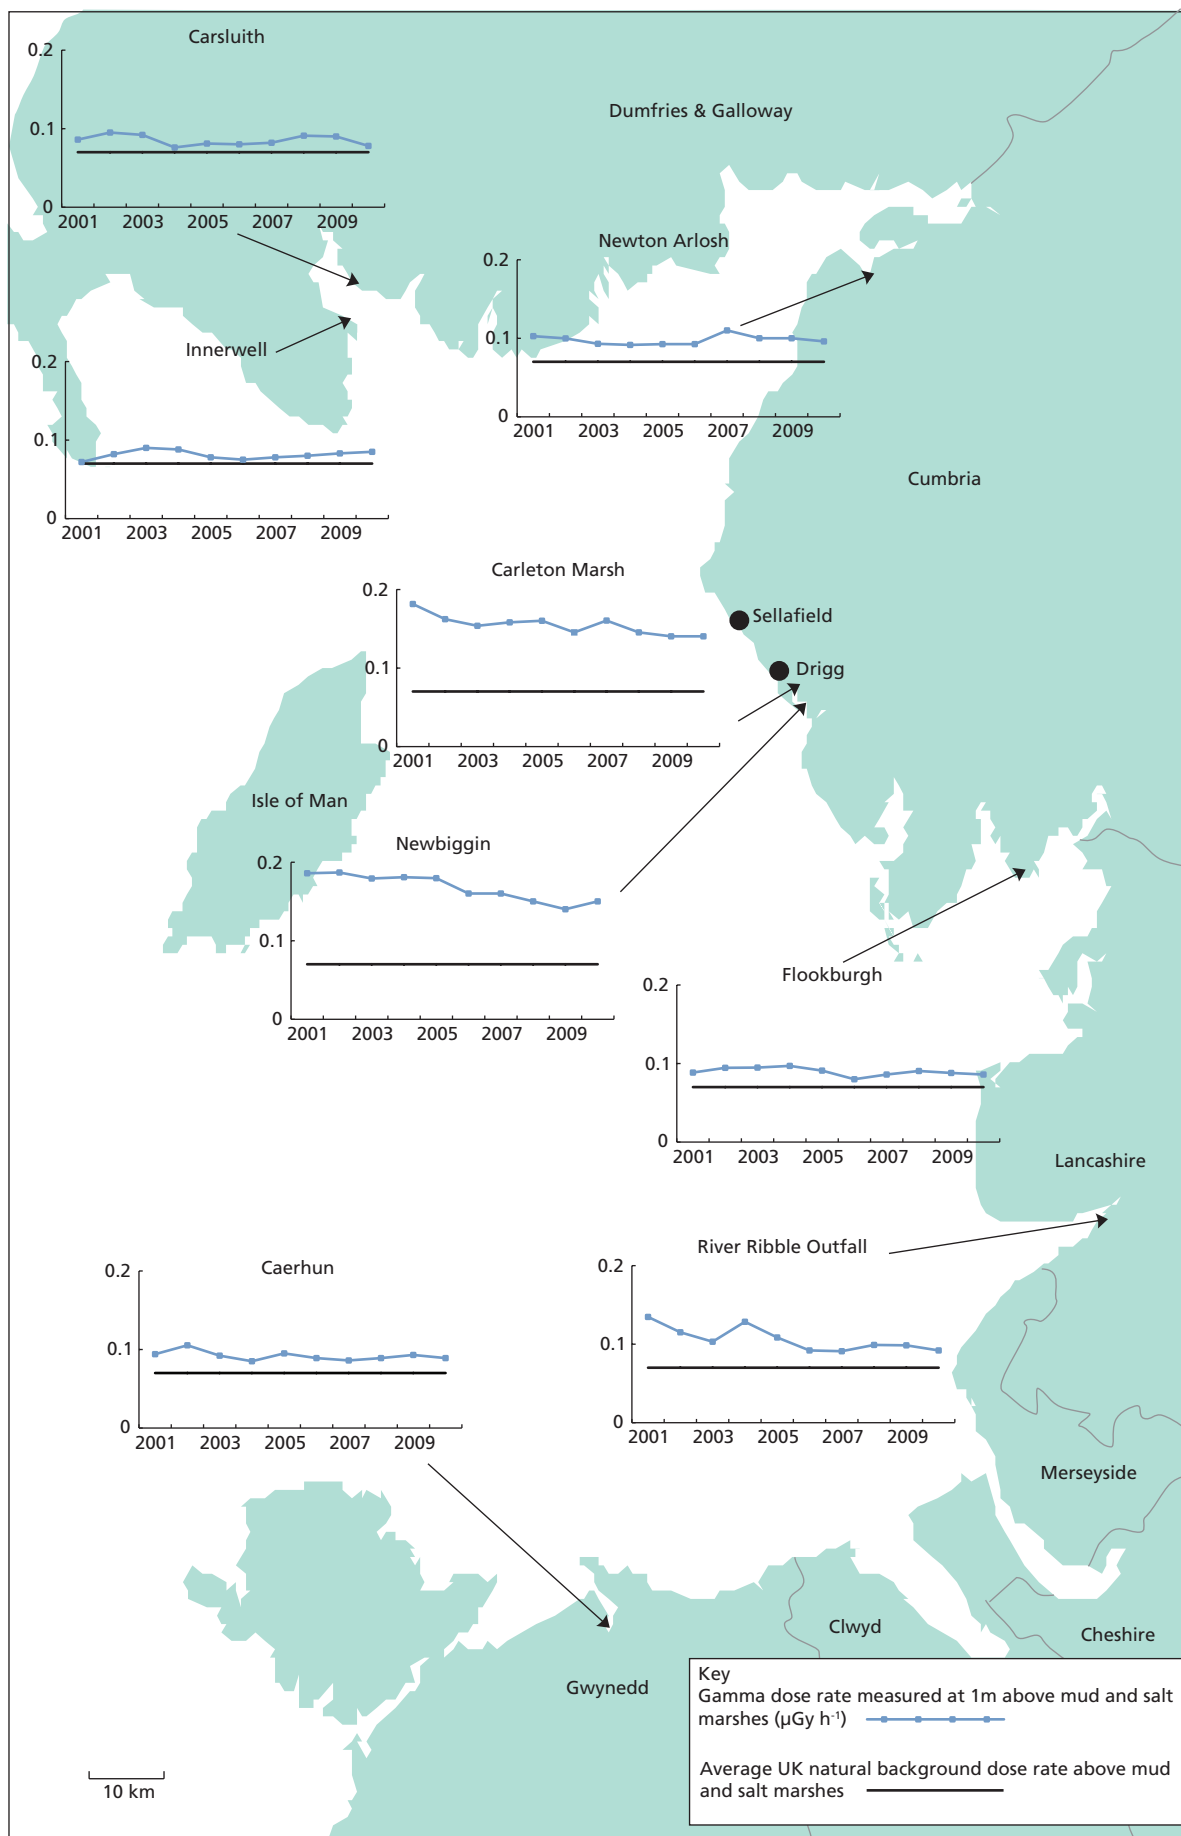 Carsluith
0.2
0.1
0
2001 2003 2005 2007 2009
Dumfries & Galloway
Newton Arlosh
0.2
0.1
0
2001 2003 2005 2007 2009
Innerwell
0.2
0.1
0
2001 2003 2005 2007 2009
Cumbria
Carleton Marsh
0.2
0.1
0
2001 2003 2005 2007 2009
Sellafield
Drigg
Isle of Man
Newbiggin
0.2
0.1
0
2001 2003 2005 2007 2009
Flookburgh
0.2
0.1
0
2001 2003 2005 2007 2009
Lancashire
River Ribble Outfall
0.2
0.1
0
2001 2003 2005 2007 2009
Caerhun
0.2
0.1
0
2001 2003 2005 2007 2009
Merseyside
Clwyd
Cheshire
Gwynedd
10 km
Key
Gamma dose rate measured at 1m above mud and salt
marshes (µGy h⁻¹)
Average UK natural background dose rate above mud
and salt marshes